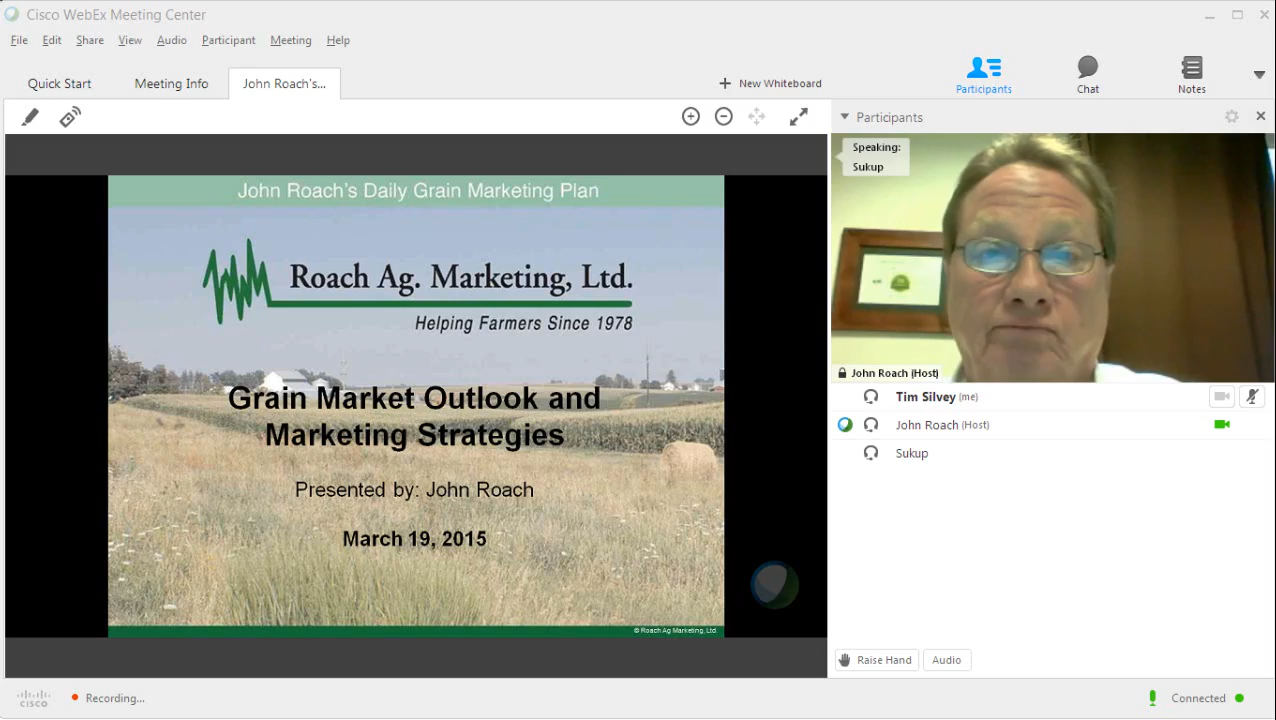 Cisco WebEx Meeting Center
File Edit Share View Audio Participant Meeting Help
Quick Start Meeting Info John Roach's... + New Whiteboard
Participants Chat Notes
Participants
Speaking:
Sukup
John Roach's Daily Grain Marketing Plan
Roach Ag. Marketing, Ltd.
Helping Farmers Since 1978
Grain Market Outlook and
Marketing Strategies
Presented by: John Roach
March 19, 2015
© Roach Ag Marketing, Ltd.
John Roach (Host)
Tim Silvey (me)
John Roach (Host)
Sukup
Raise Hand Audio
CISCO Recording... Connected